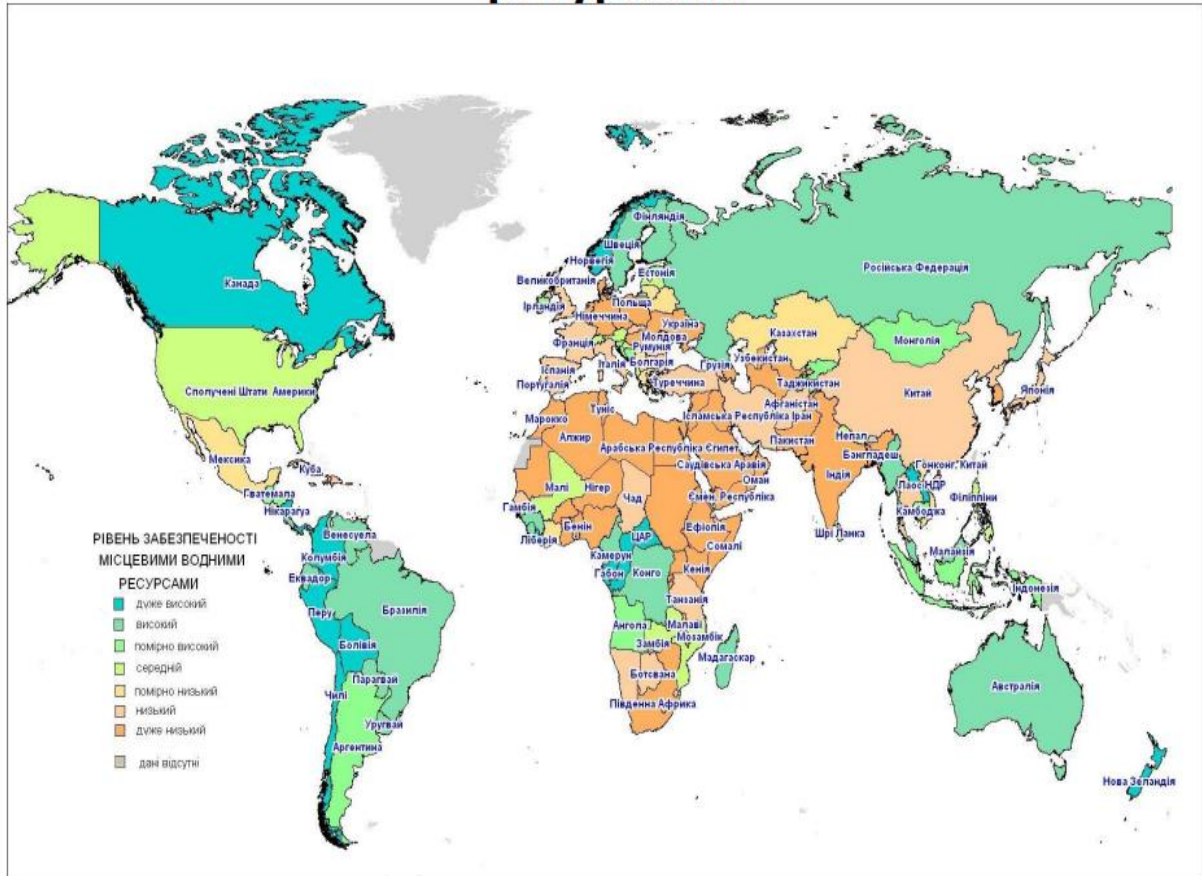 Канада
Сполучені Штати Америки
Мексика
Куба
Гватемала
Нікарагуа
Венесуела
Колумбія
Еквадор
Перу
Бразилія
Болівія
Парагвай
Чилі
Уругвай
Аргентина
РІВЕНЬ ЗАБЕЗПЕЧЕНОСТІ
МІСЦЕВИМИ ВОДНИМИ
РЕСУРСАМИ
дуже високий
високий
помірно високий
середній
помірно низький
низький
дуже низький
дані відсутні
Фінляндія
Швеція
Норвегія
Естонія
Великобританія
Ірландія
Польща
Німеччина
Україна
Молдова
Франція
Румунія
Болгарія
Італія
Іспанія
Португалія
Грузія
Туреччина
Російська Федерація
Казахстан
Монголія
Узбекистан
Таджикистан
Афганістан
Китай
Японія
Ісламська Республіка Іран
Пакистан
Непал
Бангладеш
Індія
Гонконг, Китай
Лаос НДР
Філіппіни
Камбоджа
Шрі Ланка
Малайзія
Індонезія
Марокко
Туніс
Алжир
Арабська Республіка Єгипет
Саудівська Аравія
Оман
Ємен, Республіка
Малі
Нігер
Чад
Гамбія
Бенін
Ліберія
Ефіопія
Сомалі
ЦАР
Камерун
Габон
Конго
Кенія
Танзанія
Ангола
Малаві
Мозамбік
Замбія
Мадагаскар
Ботсвана
Південна Африка
Австралія
Нова Зеландія